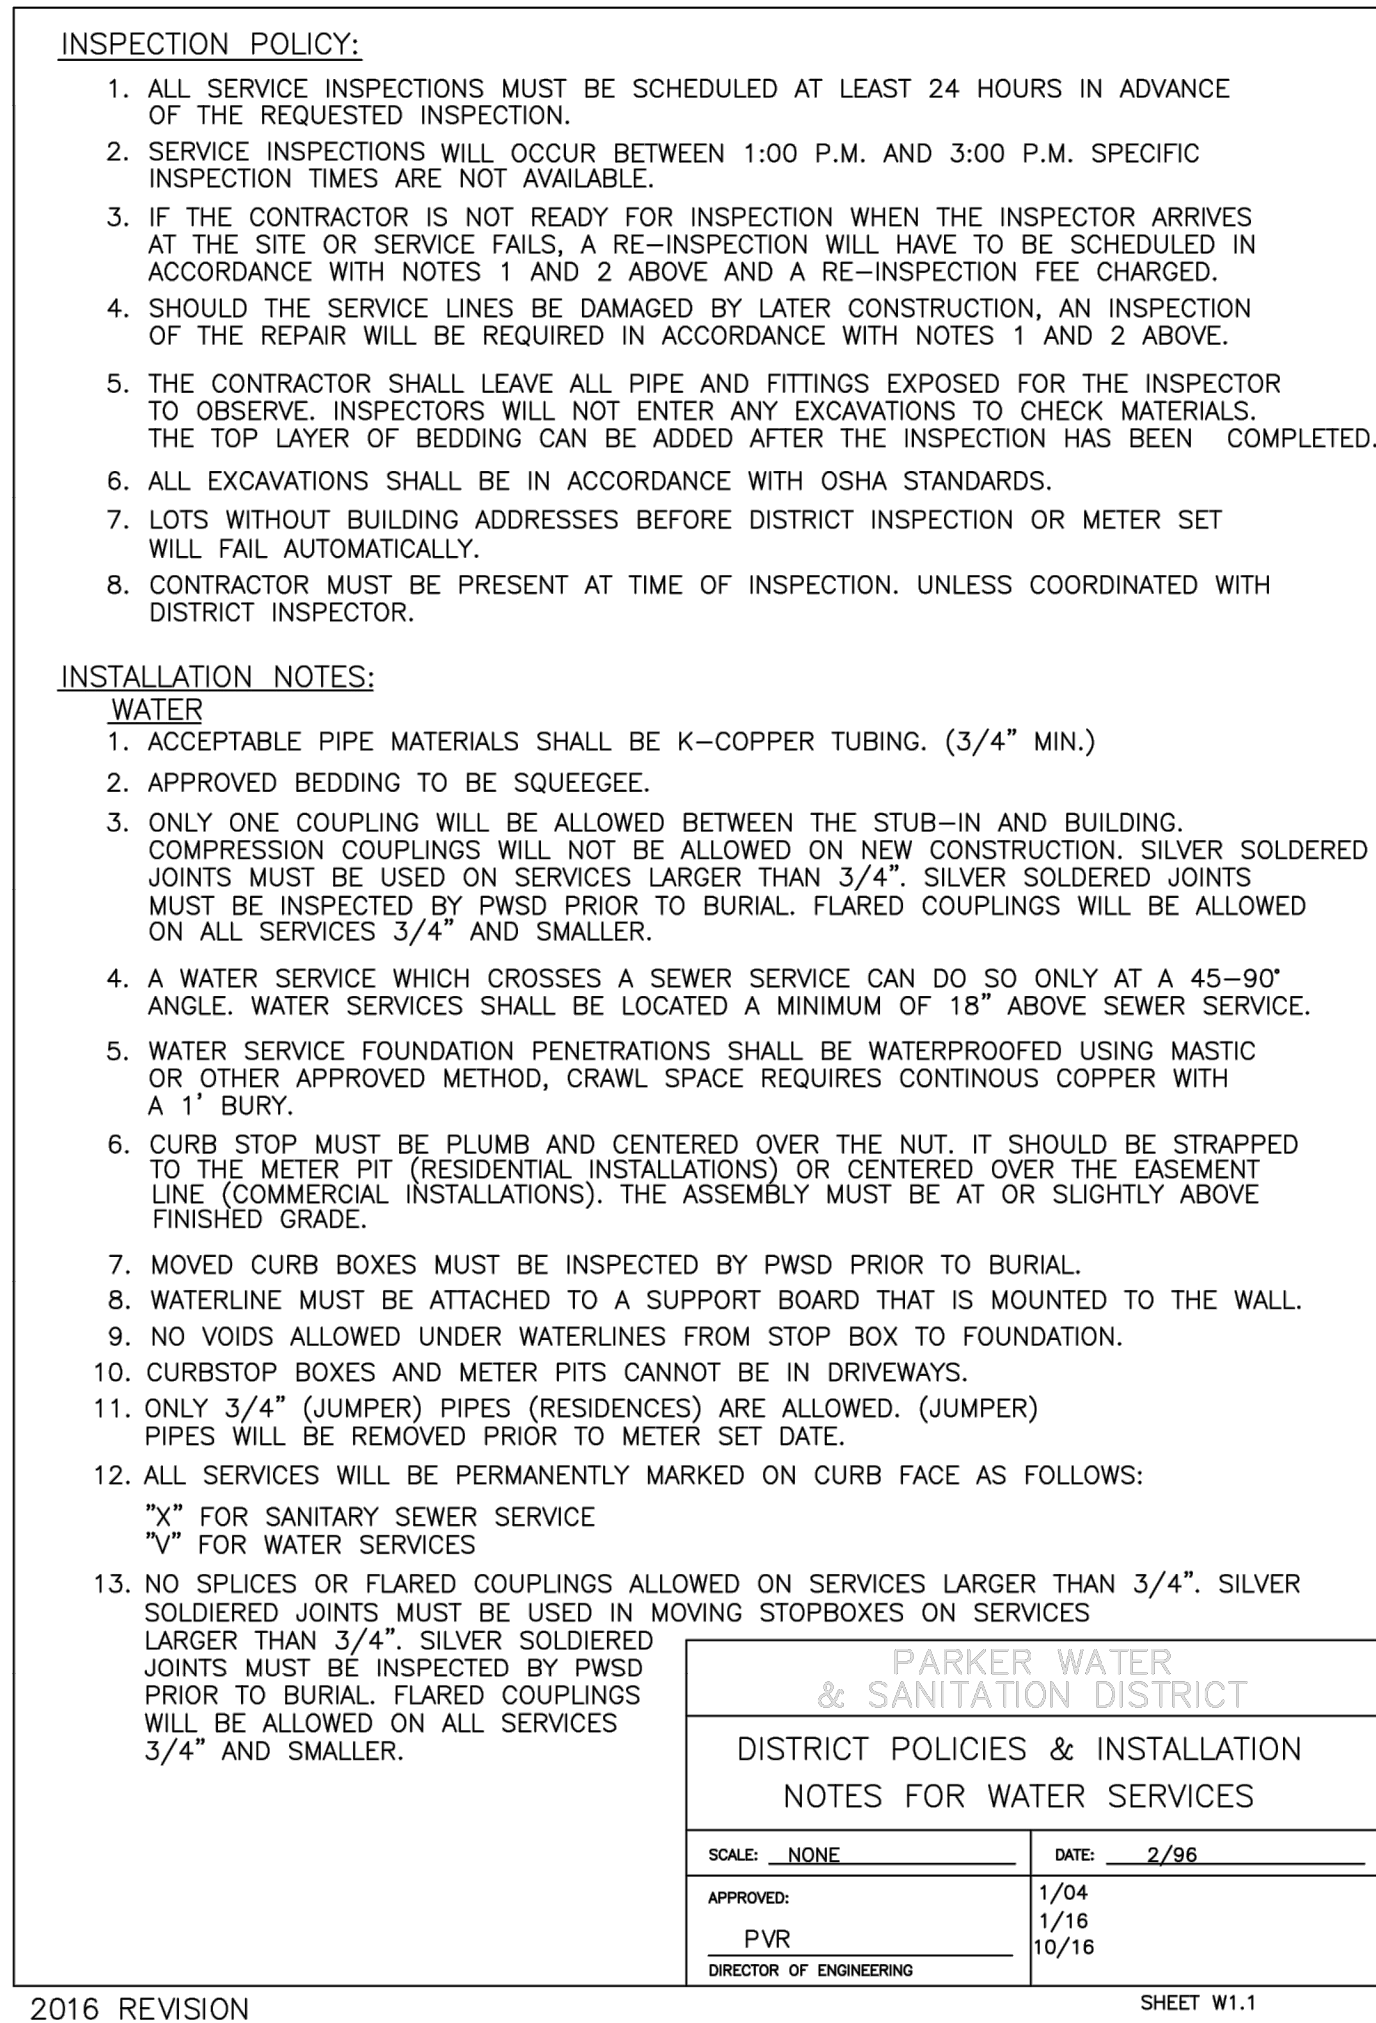 INSPECTION POLICY:
1. ALL SERVICE INSPECTIONS MUST BE SCHEDULED AT LEAST 24 HOURS IN ADVANCE
OF THE REQUESTED INSPECTION.
2. SERVICE INSPECTIONS WILL OCCUR BETWEEN 1:00 P.M. AND 3:00 P.M. SPECIFIC
INSPECTION TIMES ARE NOT AVAILABLE.
3. IF THE CONTRACTOR IS NOT READY FOR INSPECTION WHEN THE INSPECTOR ARRIVES
AT THE SITE OR SERVICE FAILS, A RE–INSPECTION WILL HAVE TO BE SCHEDULED IN
ACCORDANCE WITH NOTES 1 AND 2 ABOVE AND A RE–INSPECTION FEE CHARGED.
4. SHOULD THE SERVICE LINES BE DAMAGED BY LATER CONSTRUCTION, AN INSPECTION
OF THE REPAIR WILL BE REQUIRED IN ACCORDANCE WITH NOTES 1 AND 2 ABOVE.
5. THE CONTRACTOR SHALL LEAVE ALL PIPE AND FITTINGS EXPOSED FOR THE INSPECTOR
TO OBSERVE. INSPECTORS WILL NOT ENTER ANY EXCAVATIONS TO CHECK MATERIALS.
THE TOP LAYER OF BEDDING CAN BE ADDED AFTER THE INSPECTION HAS BEEN COMPLETED.
6. ALL EXCAVATIONS SHALL BE IN ACCORDANCE WITH OSHA STANDARDS.
7. LOTS WITHOUT BUILDING ADDRESSES BEFORE DISTRICT INSPECTION OR METER SET
WILL FAIL AUTOMATICALLY.
8. CONTRACTOR MUST BE PRESENT AT TIME OF INSPECTION. UNLESS COORDINATED WITH
DISTRICT INSPECTOR.
INSTALLATION NOTES:
WATER
1. ACCEPTABLE PIPE MATERIALS SHALL BE K–COPPER TUBING. (3/4” MIN.)
2. APPROVED BEDDING TO BE SQUEEGEE.
3. ONLY ONE COUPLING WILL BE ALLOWED BETWEEN THE STUB–IN AND BUILDING.
COMPRESSION COUPLINGS WILL NOT BE ALLOWED ON NEW CONSTRUCTION. SILVER SOLDERED
JOINTS MUST BE USED ON SERVICES LARGER THAN 3/4”. SILVER SOLDERED JOINTS
MUST BE INSPECTED BY PWSD PRIOR TO BURIAL. FLARED COUPLINGS WILL BE ALLOWED
ON ALL SERVICES 3/4” AND SMALLER.
4. A WATER SERVICE WHICH CROSSES A SEWER SERVICE CAN DO SO ONLY AT A 45–90°
ANGLE. WATER SERVICES SHALL BE LOCATED A MINIMUM OF 18” ABOVE SEWER SERVICE.
5. WATER SERVICE FOUNDATION PENETRATIONS SHALL BE WATERPROOFED USING MASTIC
OR OTHER APPROVED METHOD, CRAWL SPACE REQUIRES CONTINOUS COPPER WITH
A 1’ BURY.
6. CURB STOP MUST BE PLUMB AND CENTERED OVER THE NUT. IT SHOULD BE STRAPPED
TO THE METER PIT (RESIDENTIAL INSTALLATIONS) OR CENTERED OVER THE EASEMENT
LINE (COMMERCIAL INSTALLATIONS). THE ASSEMBLY MUST BE AT OR SLIGHTLY ABOVE
FINISHED GRADE.
7. MOVED CURB BOXES MUST BE INSPECTED BY PWSD PRIOR TO BURIAL.
8. WATERLINE MUST BE ATTACHED TO A SUPPORT BOARD THAT IS MOUNTED TO THE WALL.
9. NO VOIDS ALLOWED UNDER WATERLINES FROM STOP BOX TO FOUNDATION.
10. CURBSTOP BOXES AND METER PITS CANNOT BE IN DRIVEWAYS.
11. ONLY 3/4” (JUMPER) PIPES (RESIDENCES) ARE ALLOWED. (JUMPER)
PIPES WILL BE REMOVED PRIOR TO METER SET DATE.
12. ALL SERVICES WILL BE PERMANENTLY MARKED ON CURB FACE AS FOLLOWS:
”X” FOR SANITARY SEWER SERVICE
”V” FOR WATER SERVICES
13. NO SPLICES OR FLARED COUPLINGS ALLOWED ON SERVICES LARGER THAN 3/4”. SILVER
SOLDIERED JOINTS MUST BE USED IN MOVING STOPBOXES ON SERVICES
LARGER THAN 3/4”. SILVER SOLDIERED
JOINTS MUST BE INSPECTED BY PWSD
PRIOR TO BURIAL. FLARED COUPLINGS
WILL BE ALLOWED ON ALL SERVICES
3/4” AND SMALLER.
PARKER WATER
& SANITATION DISTRICT
DISTRICT POLICIES & INSTALLATION
NOTES FOR WATER SERVICES
SCALE: NONE
DATE: 2/96
APPROVED:
PVR
DIRECTOR OF ENGINEERING
1/04
1/16
10/16
2016 REVISION
SHEET W1.1